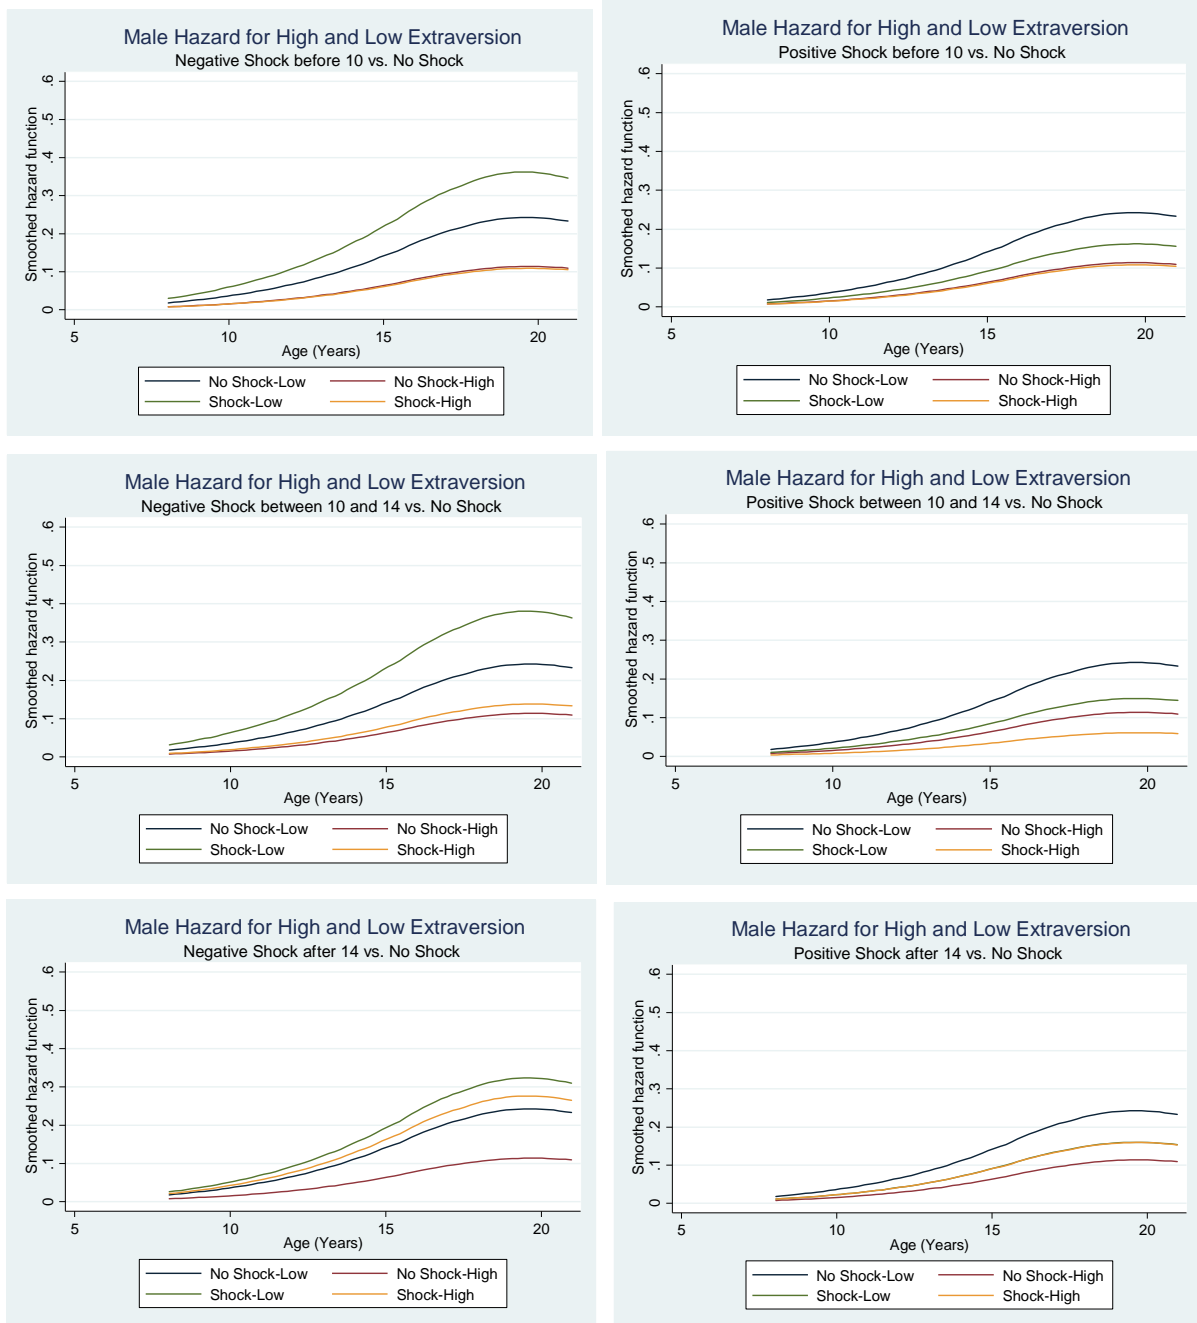 Male Hazard for High and Low Extraversion
Negative Shock before 10 vs. No Shock
Smoothed hazard function
.6
.5
.4
.3
.2
.1
0
5 10 15 20
Age (Years)
No Shock-Low No Shock-High
Shock-Low Shock-High
Male Hazard for High and Low Extraversion
Positive Shock before 10 vs. No Shock
Smoothed hazard function
.6
.5
.4
.3
.2
.1
0
5 10 15 20
Age (Years)
No Shock-Low No Shock-High
Shock-Low Shock-High
Male Hazard for High and Low Extraversion
Negative Shock between 10 and 14 vs. No Shock
Smoothed hazard function
.6
.5
.4
.3
.2
.1
0
5 10 15 20
Age (Years)
No Shock-Low No Shock-High
Shock-Low Shock-High
Male Hazard for High and Low Extraversion
Positive Shock between 10 and 14 vs. No Shock
Smoothed hazard function
.6
.5
.4
.3
.2
.1
0
5 10 15 20
Age (Years)
No Shock-Low No Shock-High
Shock-Low Shock-High
Male Hazard for High and Low Extraversion
Negative Shock after 14 vs. No Shock
Smoothed hazard function
.6
.5
.4
.3
.2
.1
0
5 10 15 20
Age (Years)
No Shock-Low No Shock-High
Shock-Low Shock-High
Male Hazard for High and Low Extraversion
Positive Shock after 14 vs. No Shock
Smoothed hazard function
.6
.5
.4
.3
.2
.1
0
5 10 15 20
Age (Years)
No Shock-Low No Shock-High
Shock-Low Shock-High